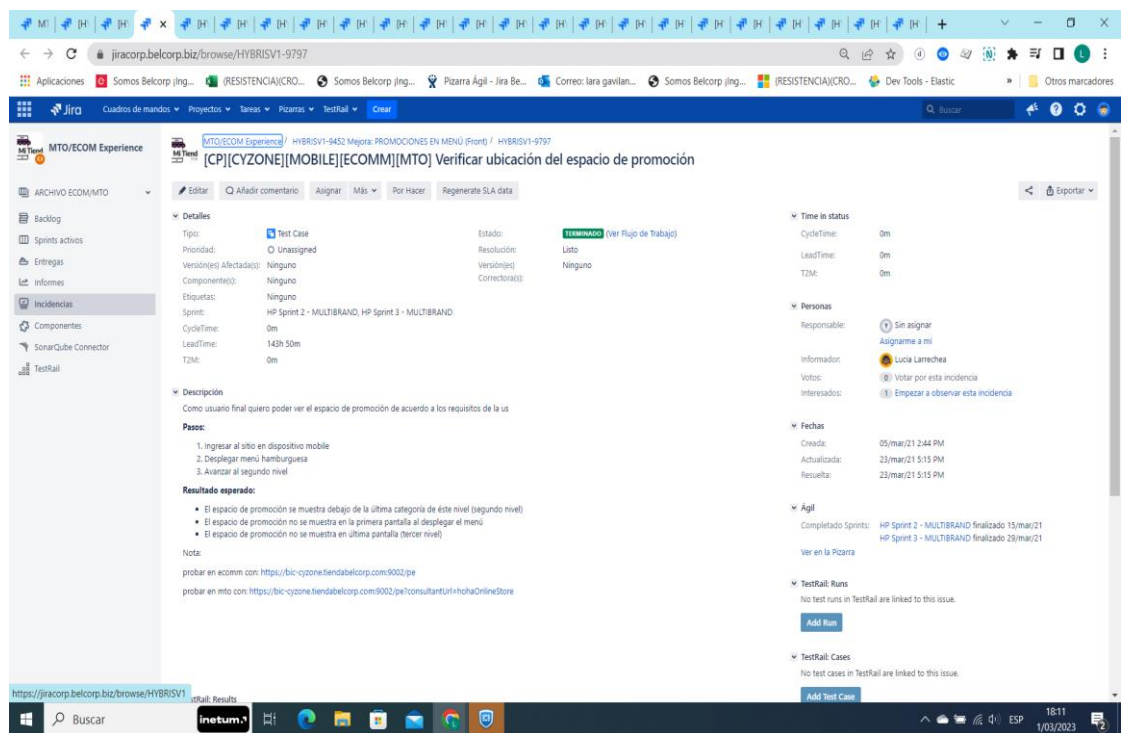 jiracorp.belcorp.biz/browse/HYBRISV1-9797
Aplicaciones Somos Belcorp ¡Ing... (RESISTENCIA)(CRO... Somos Belcorp ¡Ing... Pizarra Ágil - Jira Be... Correo: lara gavilan... Somos Belcorp ¡Ing... (RESISTENCIA)(CRO... Dev Tools - Elastic » Otros marcadores
Jira Cuadros de mandos Proyectos Tareas Pizarras TestRail Crear Buscar
MTO/ECOM Experience
ARCHIVO ECOM/MTO
Backlog
Sprints activos
Entregas
Informes
Incidencias
Componentes
SonarQube Connector
TestRail
MTO/ECOM Experience / HYBRISV1-9452 Mejora: PROMOCIONES EN MENÚ (Front) / HYBRISV1-9797
[CP][CYZONE][MOBILE][ECOMM][MTO] Verificar ubicación del espacio de promoción
Editar Añadir comentario Asignar Más Por Hacer Regenerate SLA data Exportar
Detalles
Tipo: Test Case Estado: TERMINADO (Ver Flujo de Trabajo)
Prioridad: Unassigned Resolución: Listo
Versión(es) Afectada(s): Ninguno Versión(es) Correctora(s): Ninguno
Componente(s): Ninguno
Etiquetas: Ninguno
Sprint: HP Sprint 2 - MULTIBRAND, HP Sprint 3 - MULTIBRAND
CycleTime: 0m
LeadTime: 143h 50m
T2M: 0m
Descripción
Como usuario final quiero poder ver el espacio de promoción de acuerdo a los requisitos de la us
Pasos:
1. Ingresar al sitio en dispositivo mobile
2. Desplegar menú hamburguesa
3. Avanzar al segundo nivel
Resultado esperado:
• El espacio de promoción se muestra debajo de la última categoría de éste nivel (segundo nivel)
• El espacio de promoción no se muestra en la primera pantalla al desplegar el menú
• El espacio de promoción no se muestra en última pantalla (tercer nivel)
Nota:
probar en ecomm con: https://bic-cyzone.tiendabelcorp.com:9002/pe
probar en mto con: https://bic-cyzone.tiendabelcorp.com:9002/pe?consultantUrl=hohaOnlineStore
Time in status
CycleTime: 0m
LeadTime: 0m
T2M: 0m
Personas
Responsable: Sin asignar
Asignarme a mí
Informador: Lucia Larrechea
Votos: 0 Votar por esta incidencia
Interesados: 1 Empezar a observar esta incidencia
Fechas
Creada: 05/mar/21 2:44 PM
Actualizada: 23/mar/21 5:15 PM
Resuelta: 23/mar/21 5:15 PM
Ágil
Completado Sprints: HP Sprint 2 - MULTIBRAND finalizado 15/mar/21
HP Sprint 3 - MULTIBRAND finalizado 29/mar/21
Ver en la Pizarra
TestRail: Runs
No test runs in TestRail are linked to this issue.
Add Run
TestRail: Cases
No test cases in TestRail are linked to this issue.
Add Test Case
https://jiracorp.belcorp.biz/browse/HYBRISV1
Results
Buscar inetum. ESP 18:11
1/03/2023